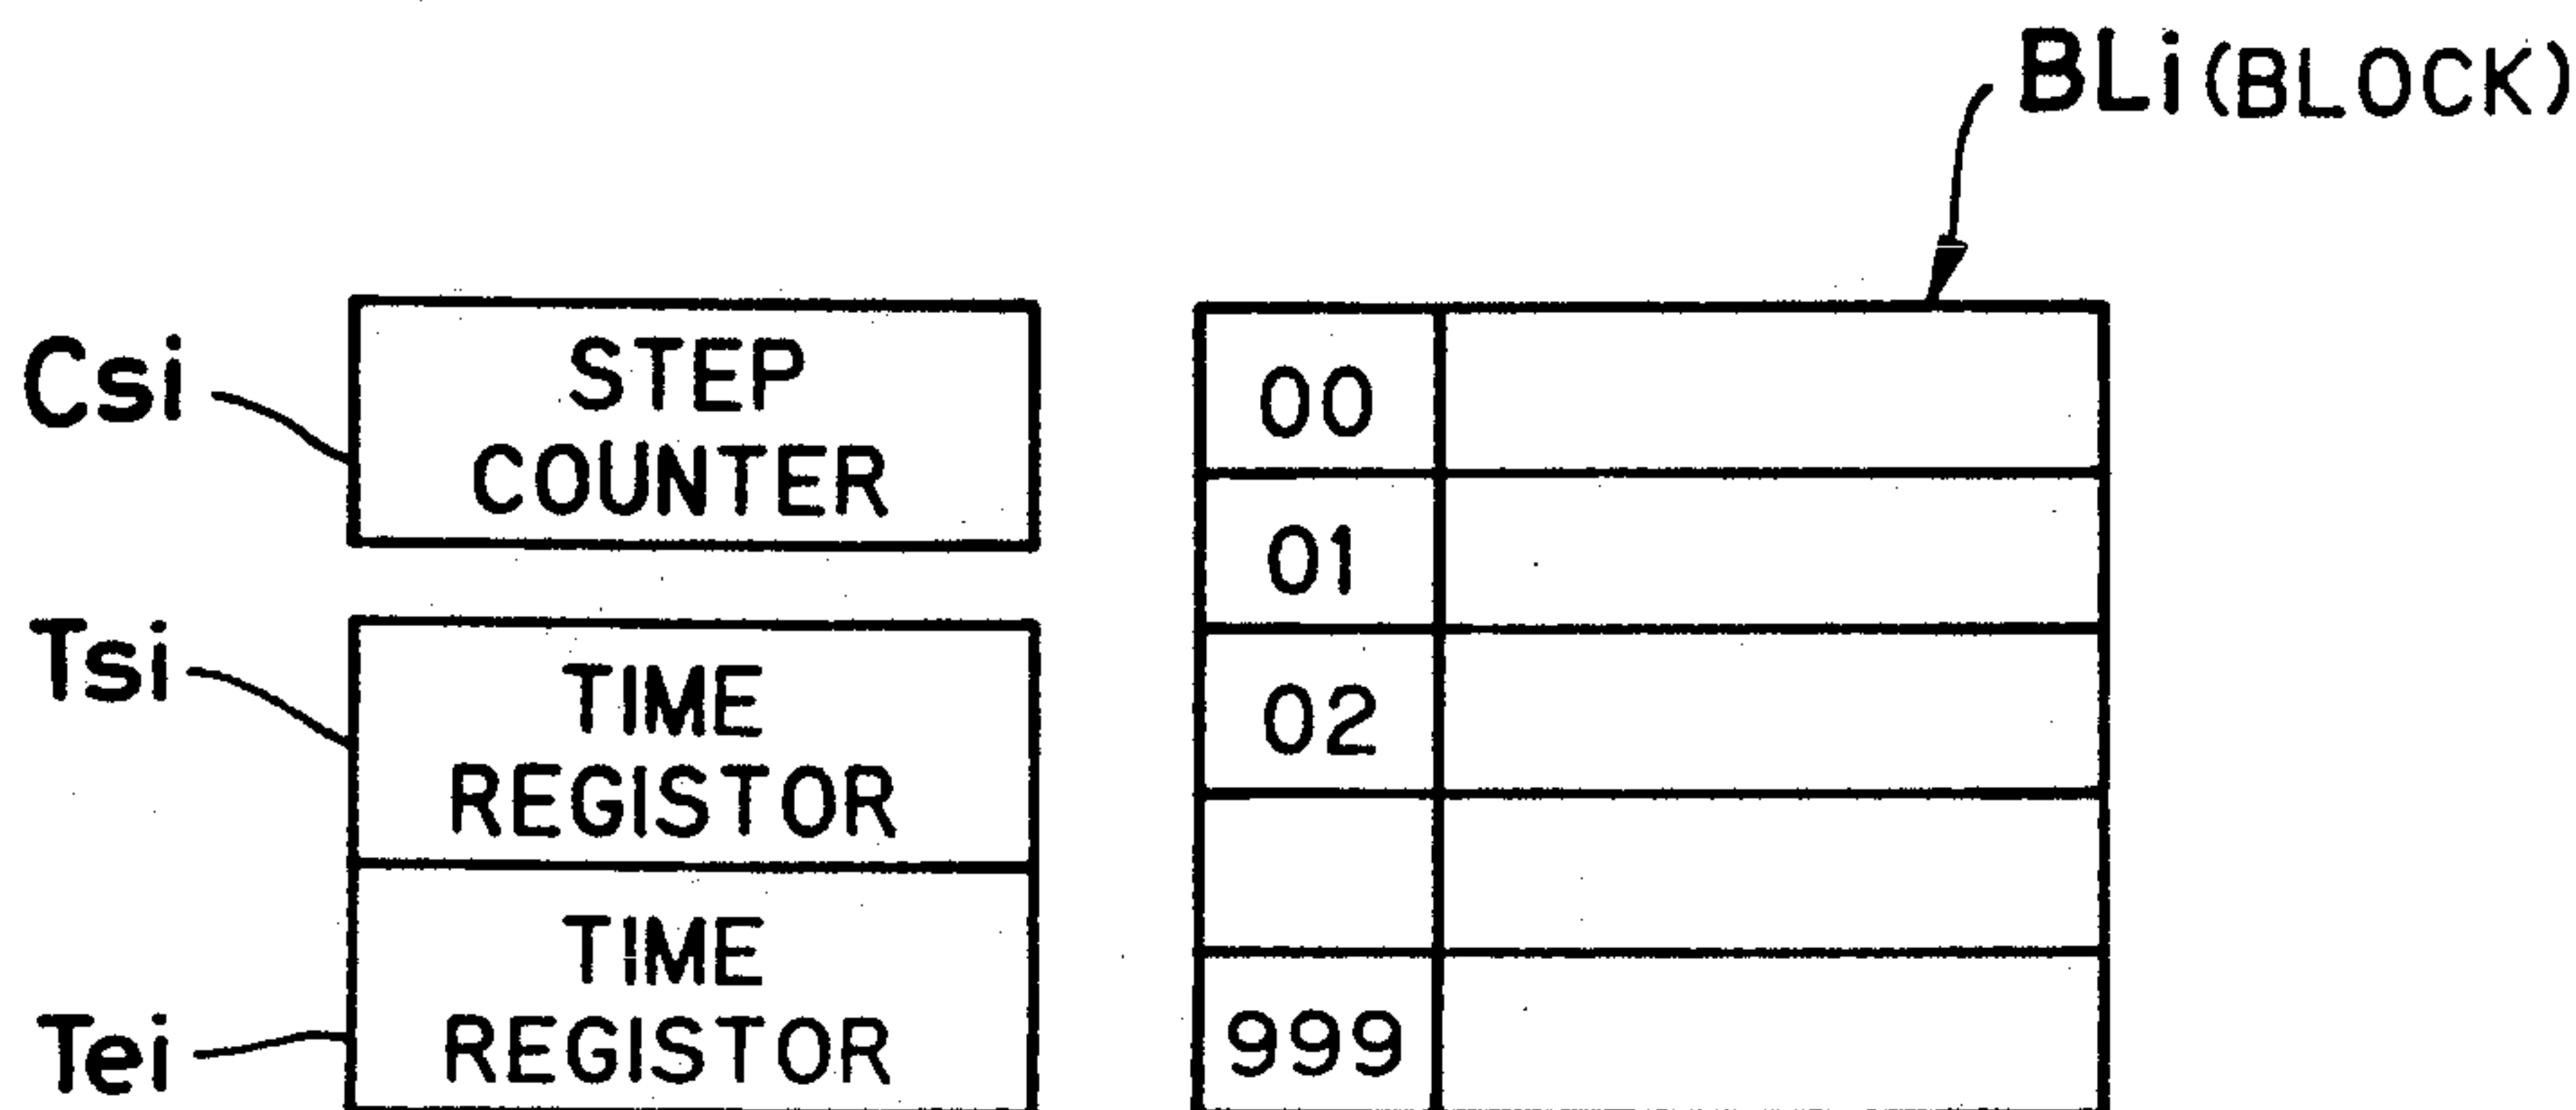 BLi (BLOCK)
Csi
STEP
COUNTER
Tsi
TIME
REGISTOR
Tei
TIME
REGISTOR
00
01
02
999